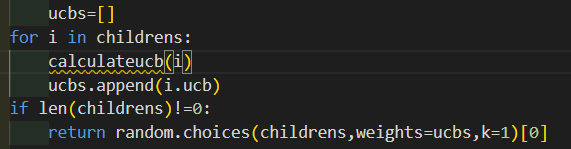 ucbs=[]
for i in childrens:
calculateucb(i)
ucbs.append(i.ucb)
if len(childrens)!=0:
return random.choices(childrens,weights=ucbs,k=1)[0]